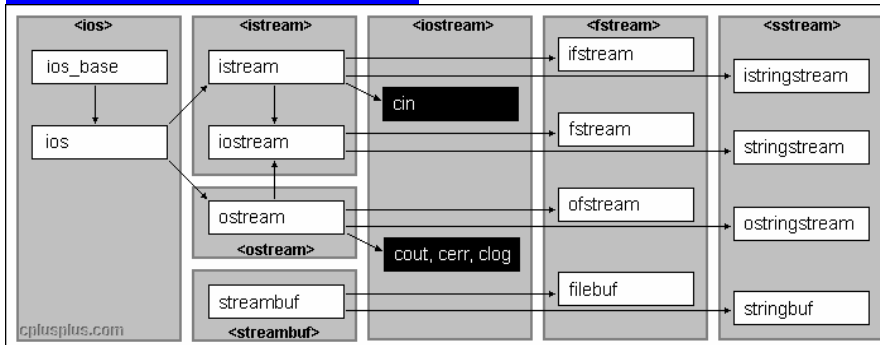 <ios>
ios_base
ios
cplusplus.com
<istream>
istream
iostream
ostream
<ostream>
streambuf
<streambuf>
<iostream>
cin
cout, cerr, clog
<fstream>
ifstream
fstream
ofstream
filebuf
<sstream>
istringstream
stringstream
ostringstream
stringbuf